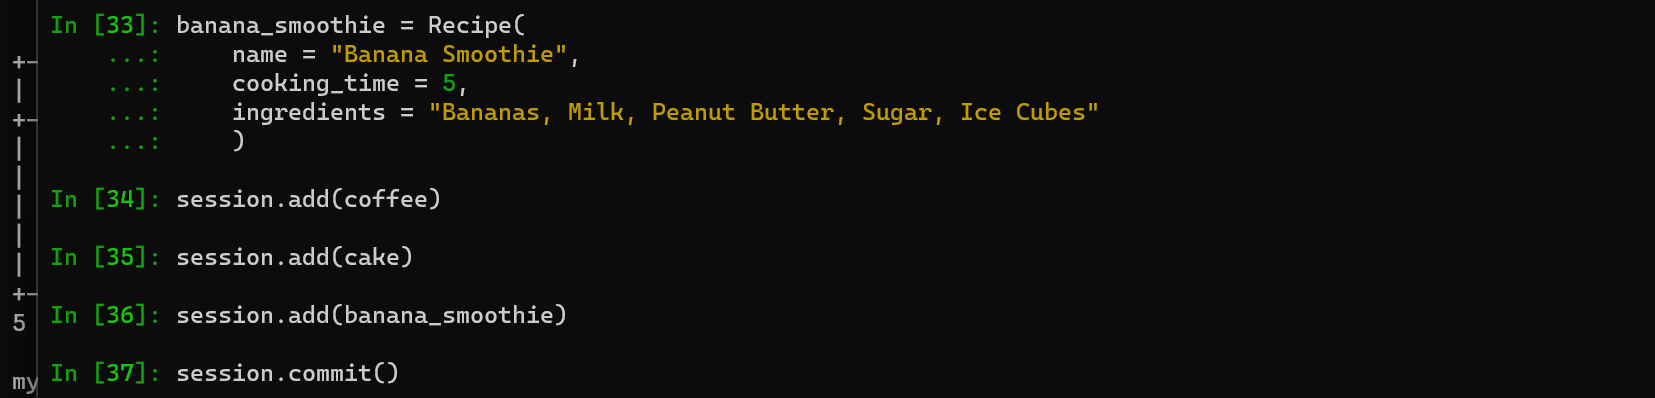 In [33]: banana_smoothie = Recipe(
...: name = "Banana Smoothie",
...: cooking_time = 5,
...: ingredients = "Bananas, Milk, Peanut Butter, Sugar, Ice Cubes"
...: )
In [34]: session.add(coffee)
In [35]: session.add(cake)
In [36]: session.add(banana_smoothie)
5
In [37]: session.commit()
my